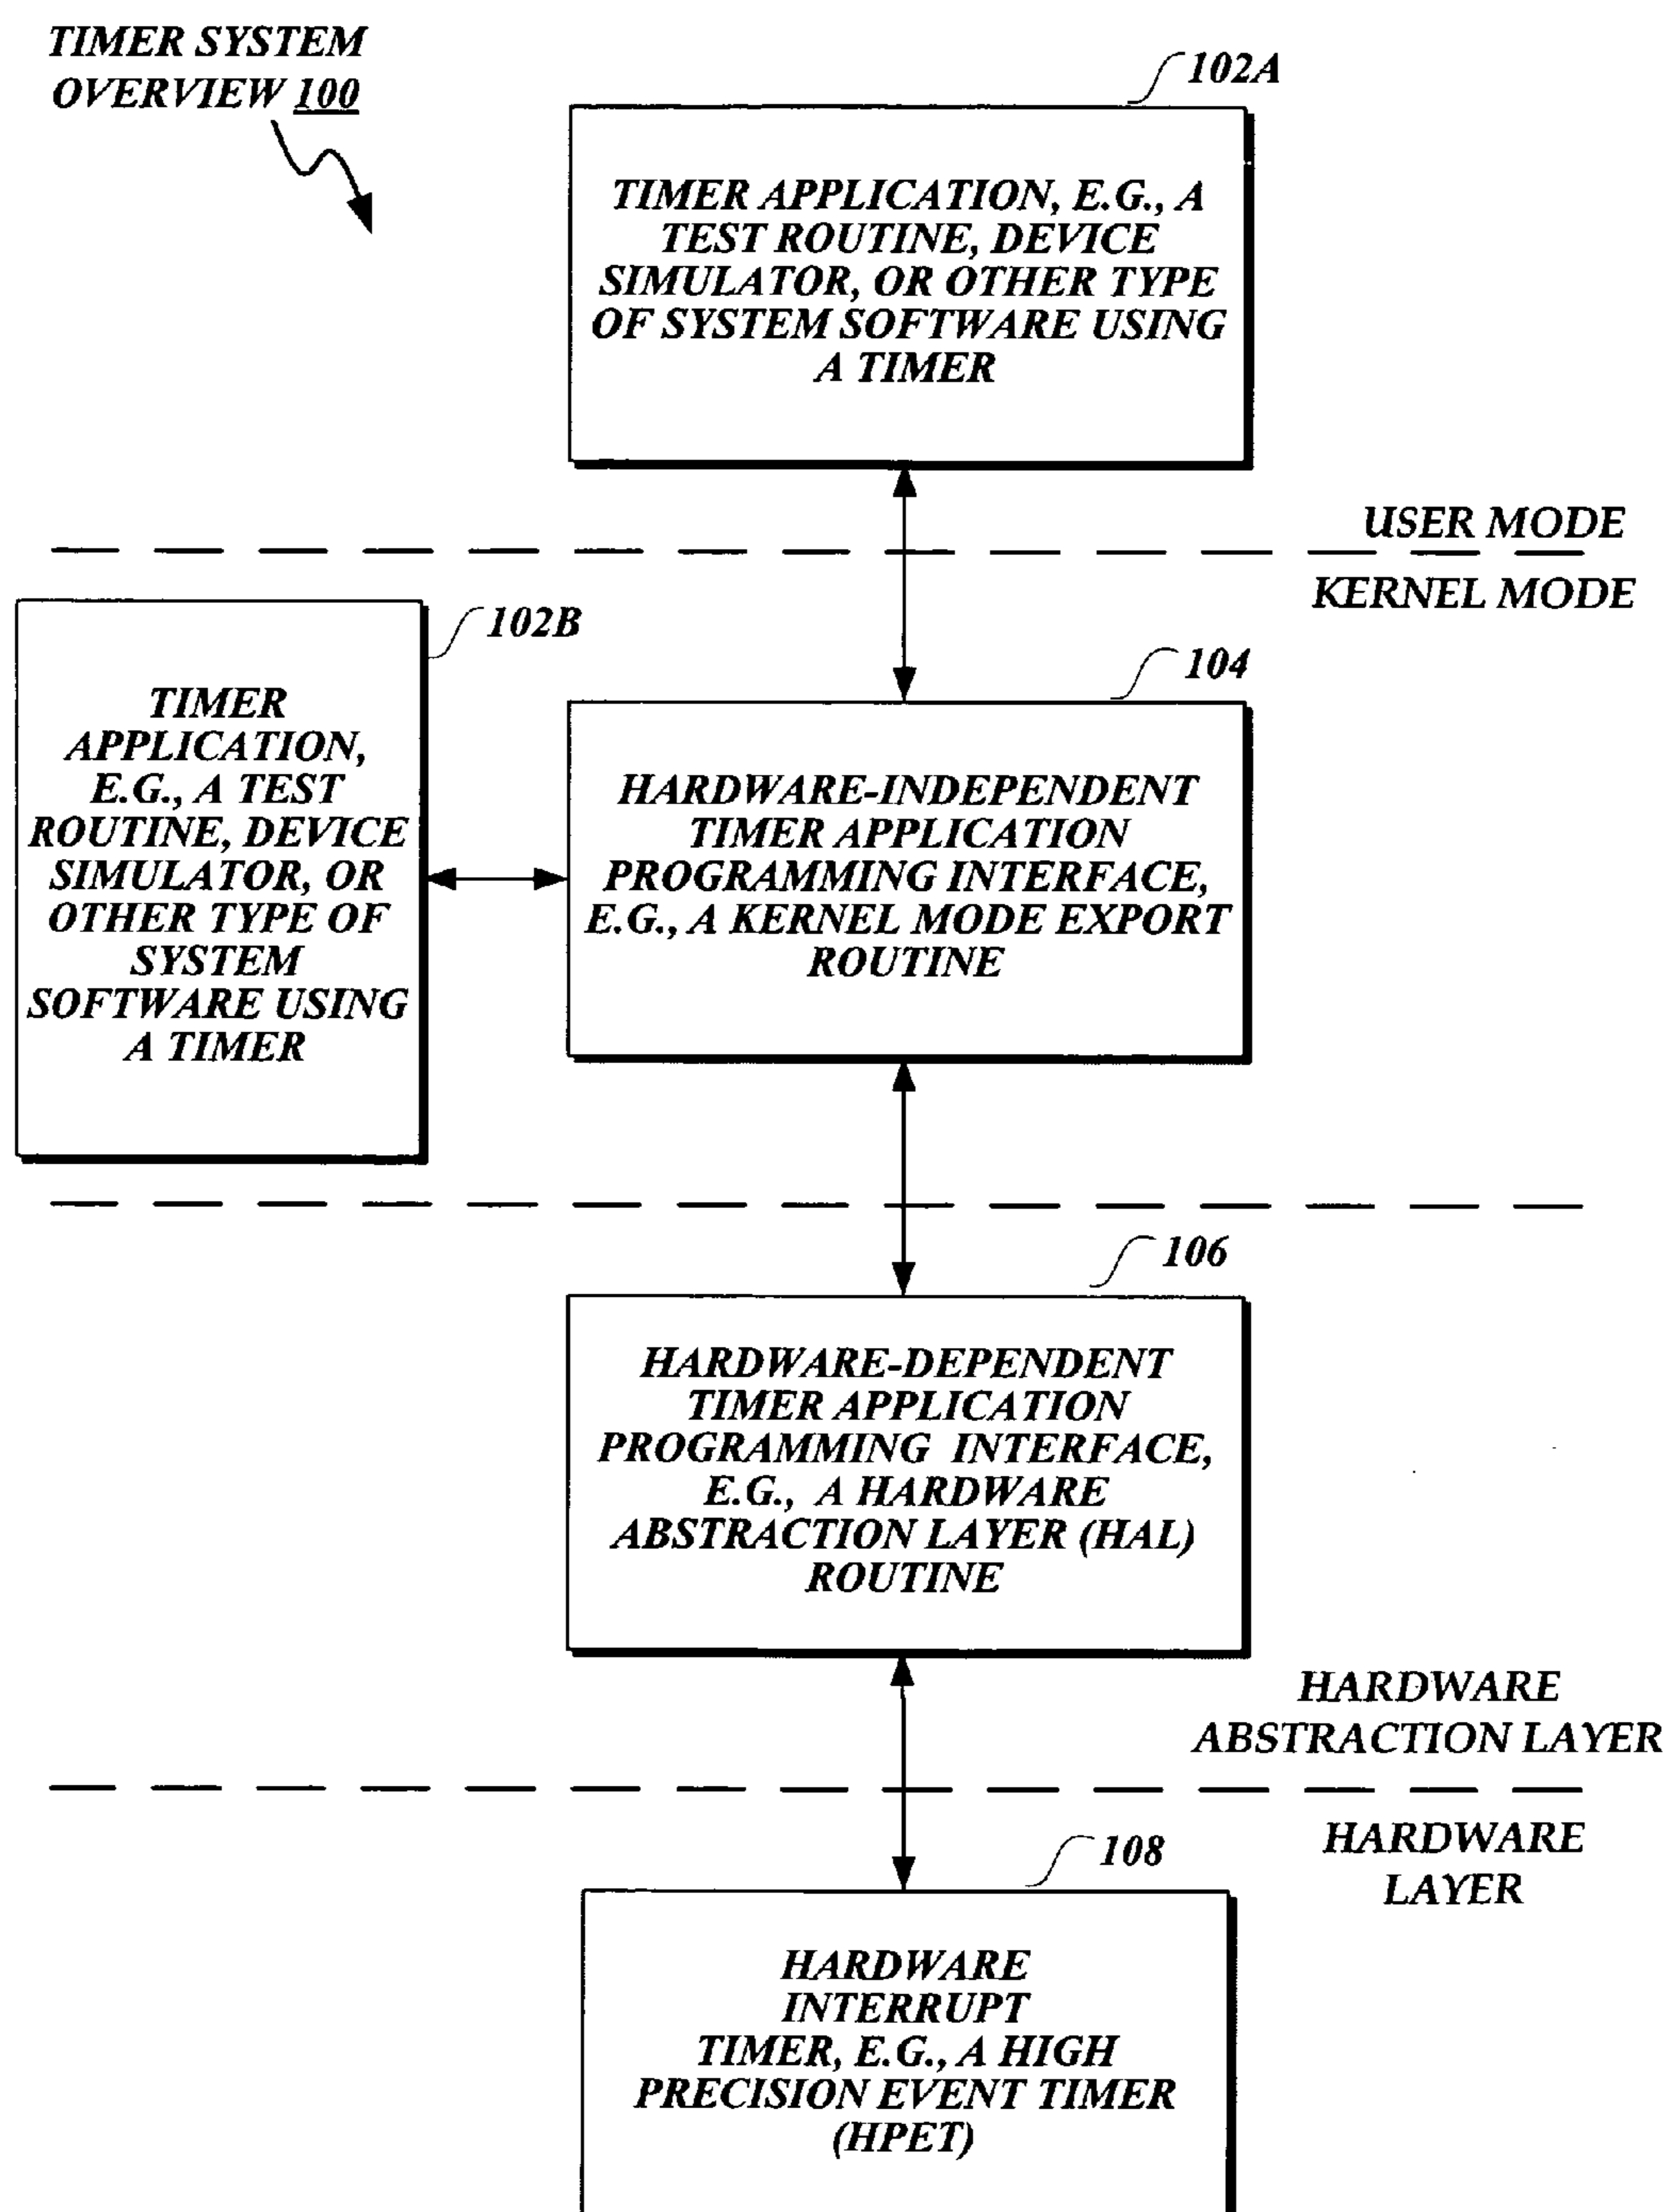 TIMER SYSTEM
OVERVIEW 100
102A
TIMER APPLICATION, E.G., A
TEST ROUTINE, DEVICE
SIMULATOR, OR OTHER TYPE
OF SYSTEM SOFTWARE USING
A TIMER
USER MODE
KERNEL MODE
102B
TIMER
APPLICATION,
E.G., A TEST
ROUTINE, DEVICE
SIMULATOR, OR
OTHER TYPE OF
SYSTEM
SOFTWARE USING
A TIMER
104
HARDWARE-INDEPENDENT
TIMER APPLICATION
PROGRAMMING INTERFACE,
E.G., A KERNEL MODE EXPORT
ROUTINE
106
HARDWARE-DEPENDENT
TIMER APPLICATION
PROGRAMMING INTERFACE,
E.G., A HARDWARE
ABSTRACTION LAYER (HAL)
ROUTINE
HARDWARE
ABSTRACTION LAYER
HARDWARE
LAYER
108
HARDWARE
INTERRUPT
TIMER, E.G., A HIGH
PRECISION EVENT TIMER
(HPET)